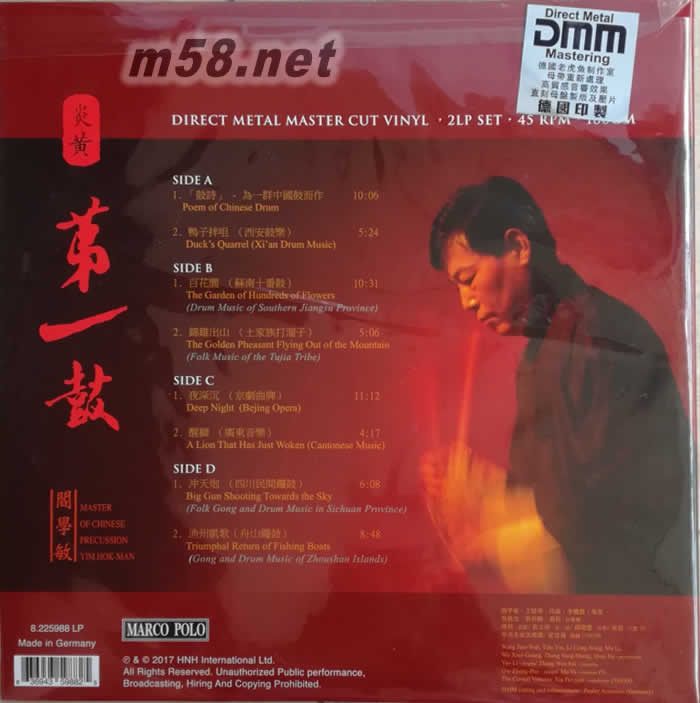 m58.net
Direct Metal
DMM
Mastering
德國老虎魚制作室
母帶重新處理
高質感音響效果
直刻母盤製版及壓片
炎黄
第一鼓
閻學敏
MASTER
OF CHINESE
PRECUSSION
YIM HOK-MAN
DIRECT METAL MASTER CUT VINYL · 2LP SET · 45 RPM ·
SIDE A
1. 「鼓詩」 - 為一群中國鼓而作 10:06
Poem of Chinese Drum
2. 鴨子拌咀 （西安鼓樂） 5:24
Duck's Quarrel (Xi'an Drum Music)
SIDE B
1. 百花園 （蘇南十番鼓） 10:31
The Garden of Hundreds of Flowers
(Drum Music of Southern Jiangsu Province)
2. 錦雞出山 （土家族打溜子） 5:06
The Golden Pheasant Flying Out of the Mountain
(Folk Music of the Tujia Tribe)
SIDE C
1. 夜深沉 （京劇曲牌） 11:12
Deep Night (Bejing Opera)
2. 醒獅 （廣東音樂） 4:17
A Lion That Has Just Woken (Cantonese Music)
SIDE D
1. 冲天炮 （四川民間鑼鼓） 6:08
Big Gun Shooting Towards the Sky
(Folk Gong and Drum Music in Sichuan Province)
2. 漁州凱歌（舟山鑼鼓） 8:48
Triumphal Return of Fishing Boats
(Gong and Drum Music of Zhoushan Islands)
8.225988 LP
Made in Germany
MARCO POLO
℗ & © 2017 HNH International Ltd.
All Rights Reserved. Unauthorized Public performance,
Broadcasting, Hiring And Copying Prohibited.